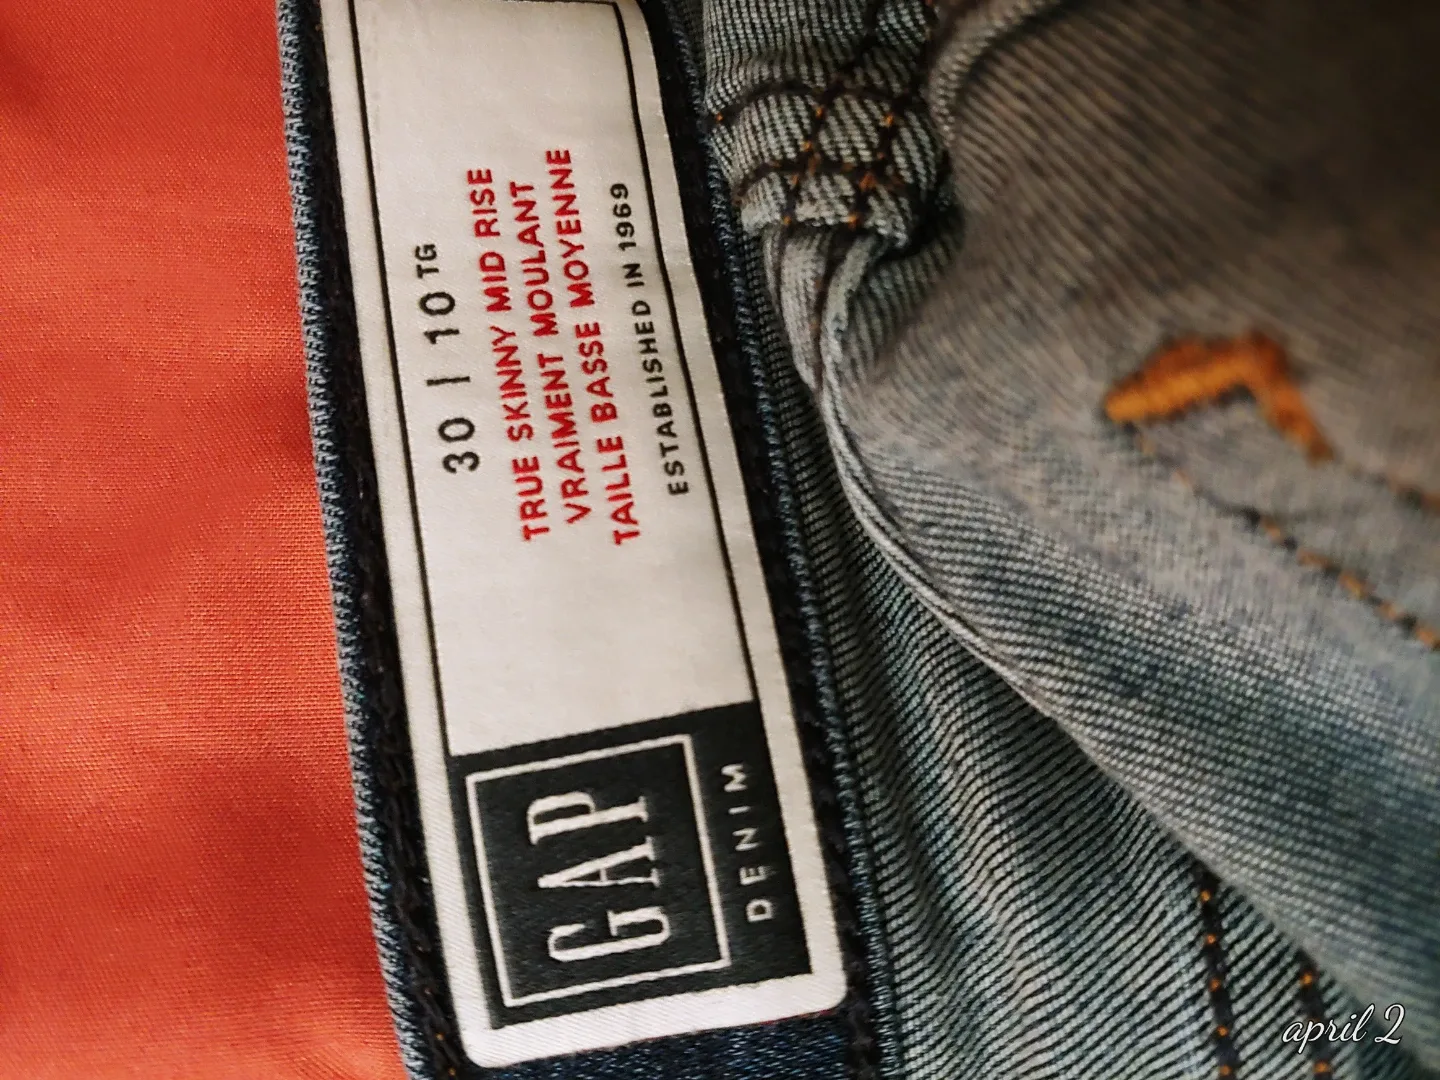 GAP
DENIM
30 | 10 TG
TRUE SKINNY MID RISE
VRAIMENT MOULANT
TAILLE BASSE MOYENNE
ESTABLISHED IN 1969
april 2